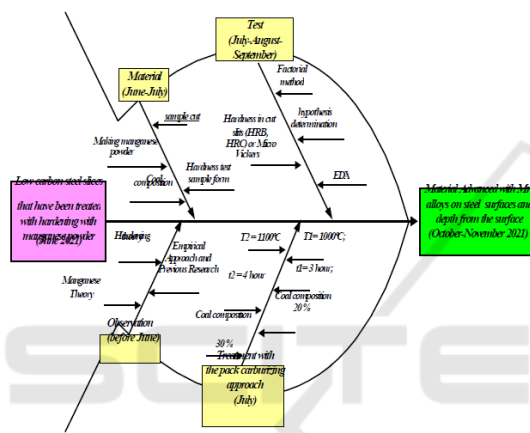 Test
(July-August-
September)
Material
(June-July)
Factorial
method
sample cut
hypothesis
determination
Hardness in cut
slits (HRB,
HRC) or Micro
Vickers
Making manganese
powder
Coal
composition
Hardness test
sample form
EDA
Low carbon steel slices
that have been treated
with hardening with
manganese powder
(June 2021)
Material Advanced with Mn
alloys on steel surfaces and
depth from the surface
(October-November 2021)
Hardening
theory
Empirical
Approach and
Previous Research
T2 = 1100°C
T1= 1000°C;
t2 = 4 hour
t1 = 3 hour;
Manganese
Theory
Coal composition
20 %
Coal composition
30 %
Observation
(before June)
Treatment with
the pack carburizing
approach
(July)
SCITE